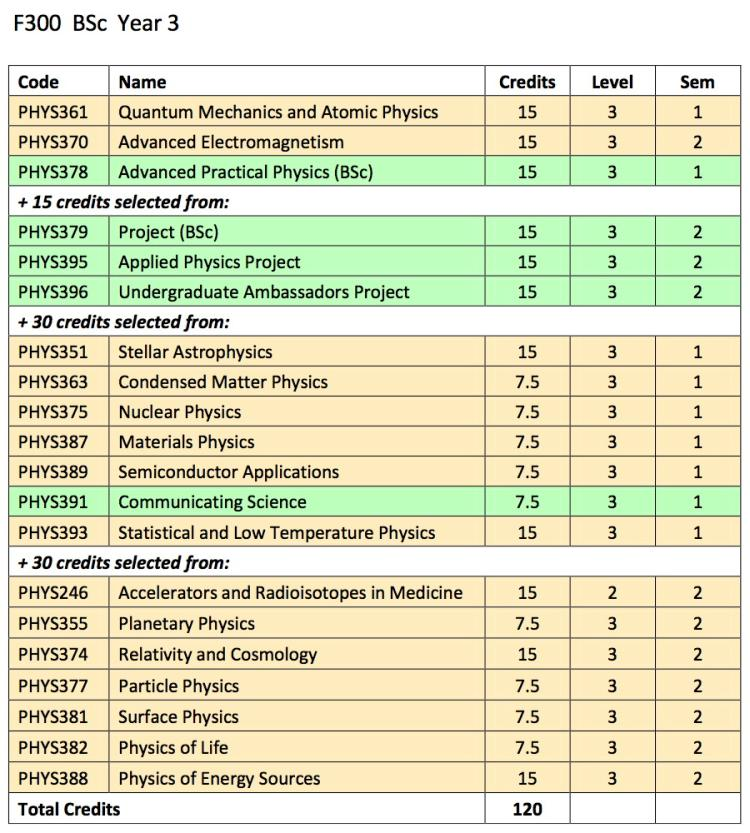 F300 BSc Year 3
Code Name Credits Level Sem
PHYS361 Quantum Mechanics and Atomic Physics 15 3 1
PHYS370 Advanced Electromagnetism 15 3 2
PHYS378 Advanced Practical Physics (BSc) 15 3 1
+ 15 credits selected from:
PHYS379 Project (BSc) 15 3 2
PHYS395 Applied Physics Project 15 3 2
PHYS396 Undergraduate Ambassadors Project 15 3 2
+ 30 credits selected from:
PHYS351 Stellar Astrophysics 15 3 1
PHYS363 Condensed Matter Physics 7.5 3 1
PHYS375 Nuclear Physics 7.5 3 1
PHYS387 Materials Physics 7.5 3 1
PHYS389 Semiconductor Applications 7.5 3 1
PHYS391 Communicating Science 7.5 3 1
PHYS393 Statistical and Low Temperature Physics 15 3 1
+ 30 credits selected from:
PHYS246 Accelerators and Radioisotopes in Medicine 15 2 2
PHYS355 Planetary Physics 7.5 3 2
PHYS374 Relativity and Cosmology 15 3 2
PHYS377 Particle Physics 7.5 3 2
PHYS381 Surface Physics 7.5 3 2
PHYS382 Physics of Life 7.5 3 2
PHYS388 Physics of Energy Sources 15 3 2
Total Credits 120